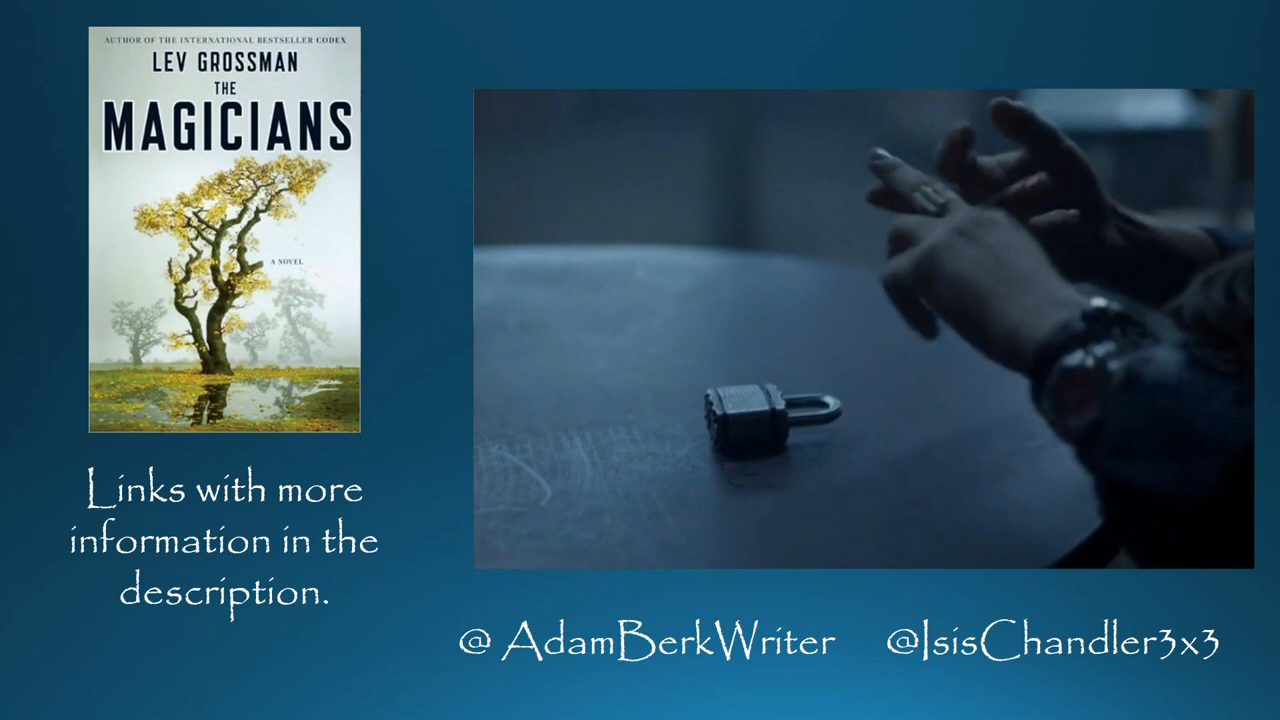 AUTHOR OF THE INTERNATIONAL BESTSELLER CODEX
LEV GROSSMAN
THE
MAGICIANS
A NOVEL
Links with more
information in the
description.
@ AdamBerkWriter @IsisChandler3x3